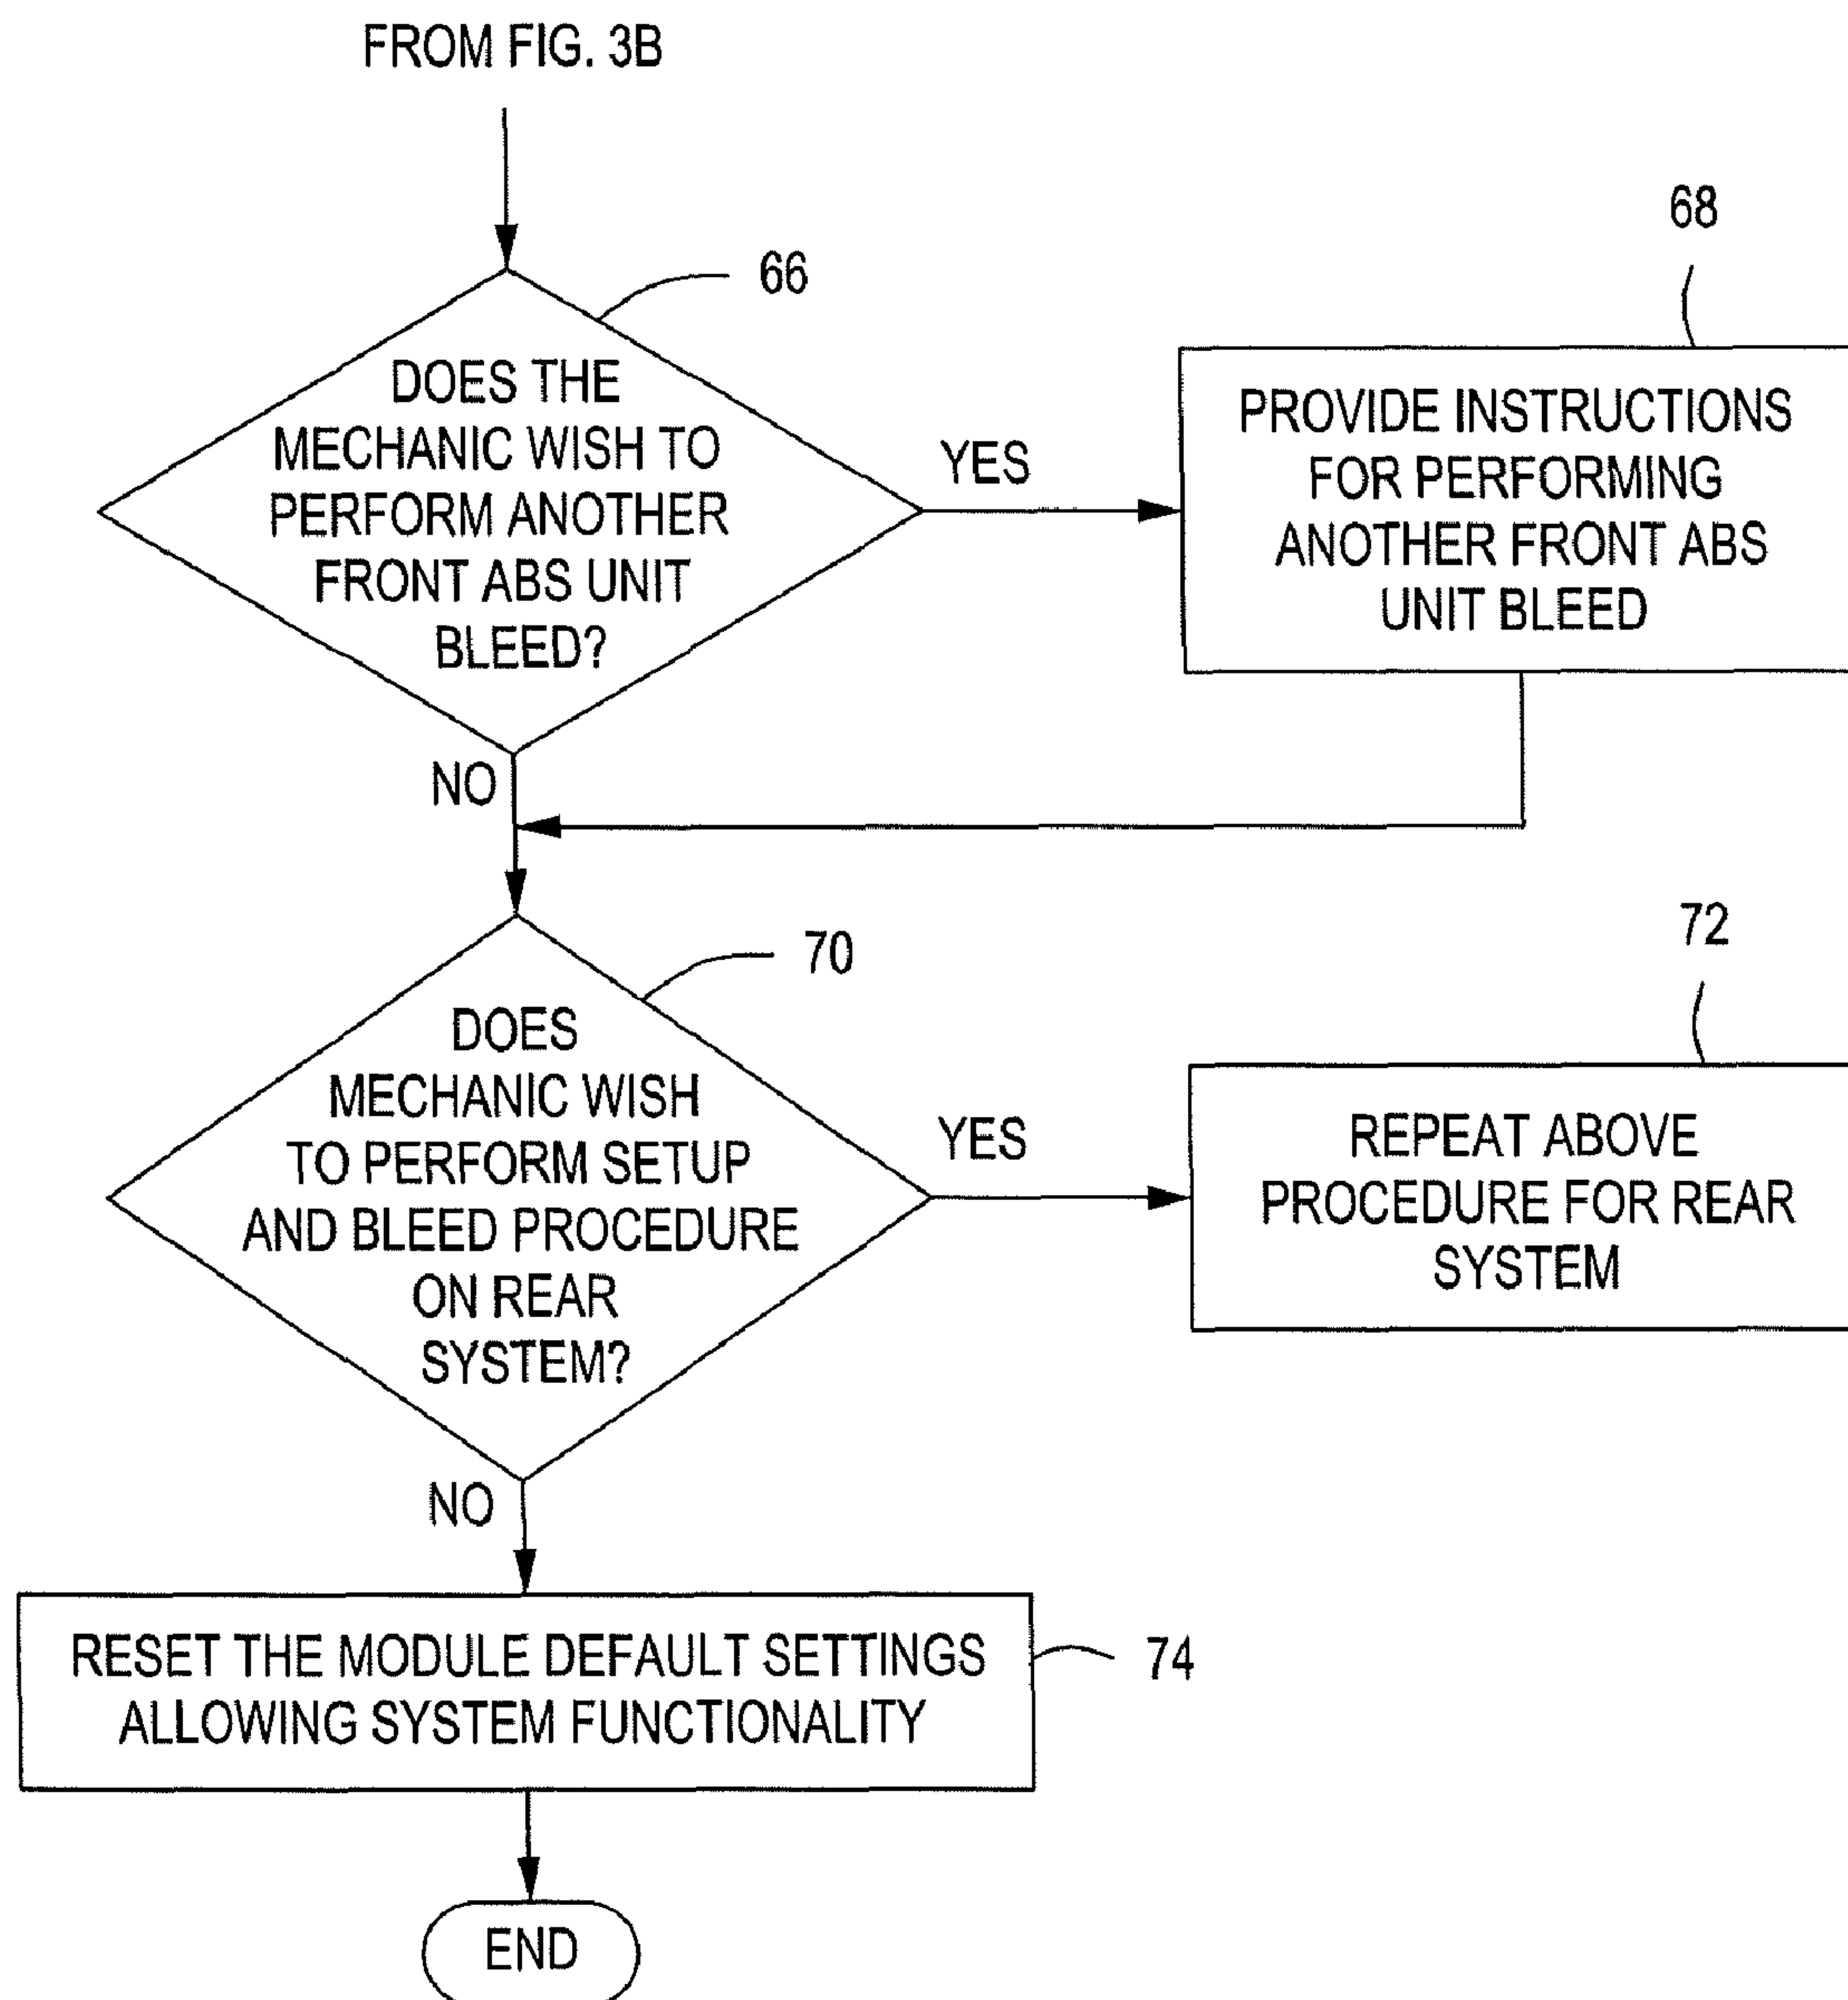 FROM FIG. 3B
66
DOES THE
MECHANIC WISH TO
PERFORM ANOTHER
FRONT ABS UNIT
BLEED?
YES
68
PROVIDE INSTRUCTIONS
FOR PERFORMING
ANOTHER FRONT ABS
UNIT BLEED
NO
70
DOES
MECHANIC WISH
TO PERFORM SETUP
AND BLEED PROCEDURE
ON REAR
SYSTEM?
YES
72
REPEAT ABOVE
PROCEDURE FOR REAR
SYSTEM
NO
RESET THE MODULE DEFAULT SETTINGS
ALLOWING SYSTEM FUNCTIONALITY
74
END